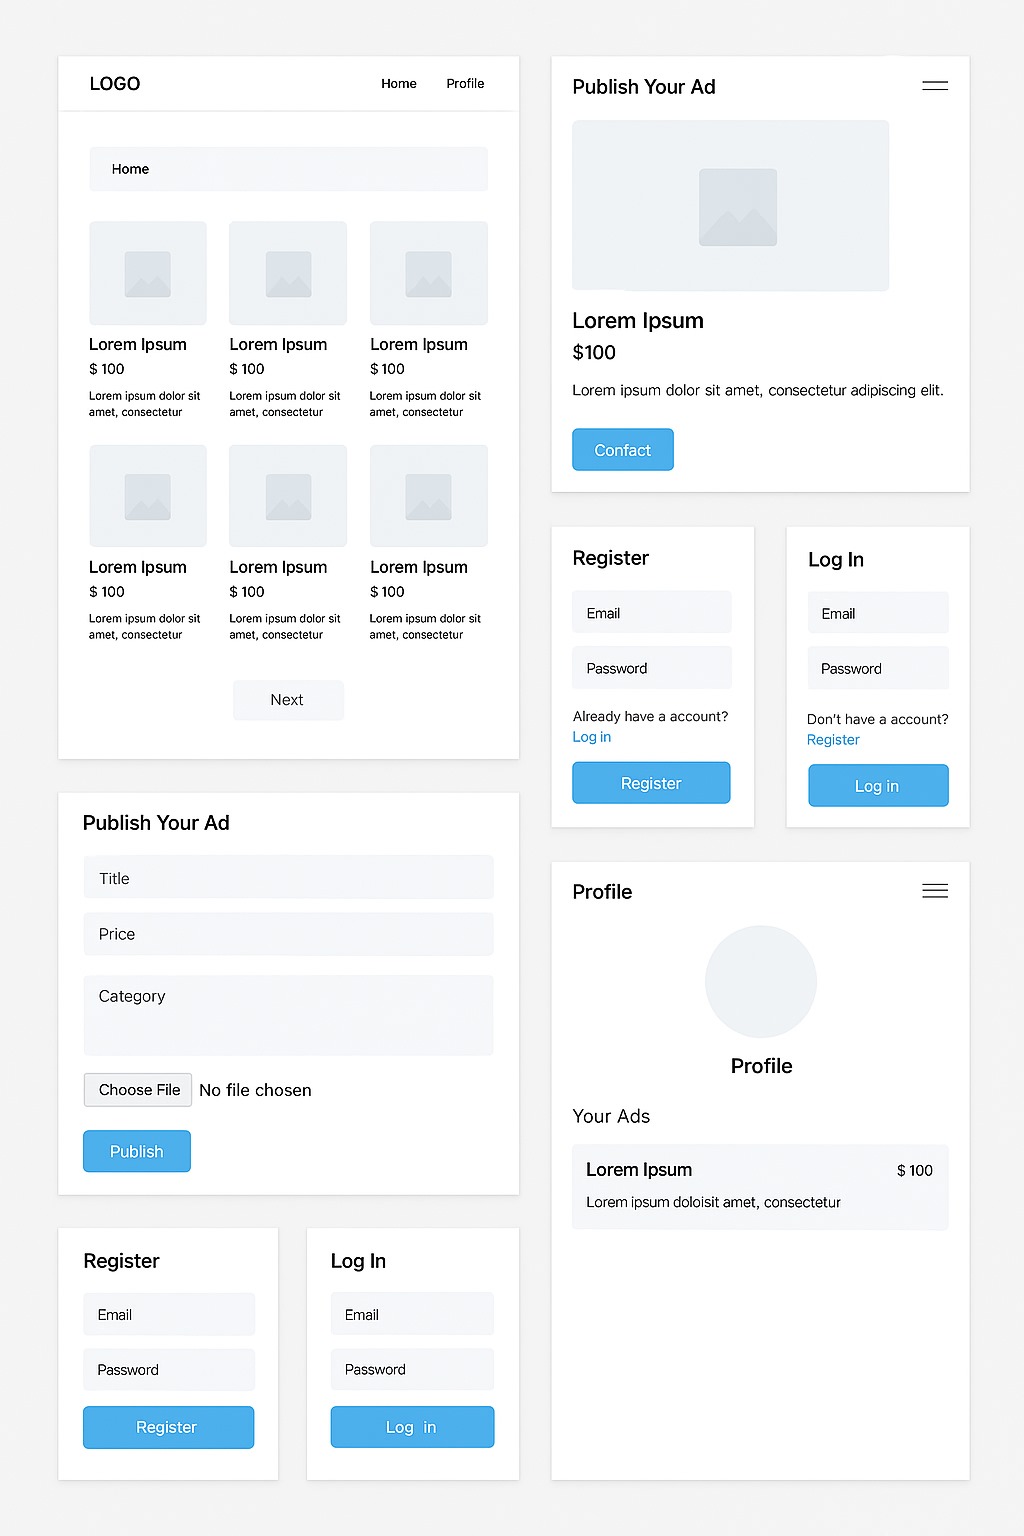 LOGO
Home
Profile
Home
Lorem Ipsum
$ 100
Lorem ipsum dolor sit
amet, consectetur
Lorem Ipsum
$ 100
Lorem ipsum dolor sit
amet, consectetur
Lorem Ipsum
$ 100
Lorem ipsum dolor sit
amet, consectetur
Lorem Ipsum
$ 100
Lorem ipsum dolor sit
amet, consectetur
Lorem Ipsum
$ 100
Lorem ipsum dolor sit
amet, consectetur
Lorem Ipsum
$ 100
Lorem ipsum dolor sit
amet, consectetur
Next
Publish Your Ad
Lorem Ipsum
$100
Lorem ipsum dolor sit amet, consectetur adipiscing elit.
Confact
Register
Email
Password
Already have a account?
Log in
Register
Log In
Email
Password
Don't have a account?
Register
Log in
Publish Your Ad
Title
Price
Category
Choose File No file chosen
Publish
Register
Email
Password
Register
Log In
Email
Password
Log in
Profile
Profile
Your Ads
Lorem Ipsum
$ 100
Lorem ipsum doloisit amet, consectetur